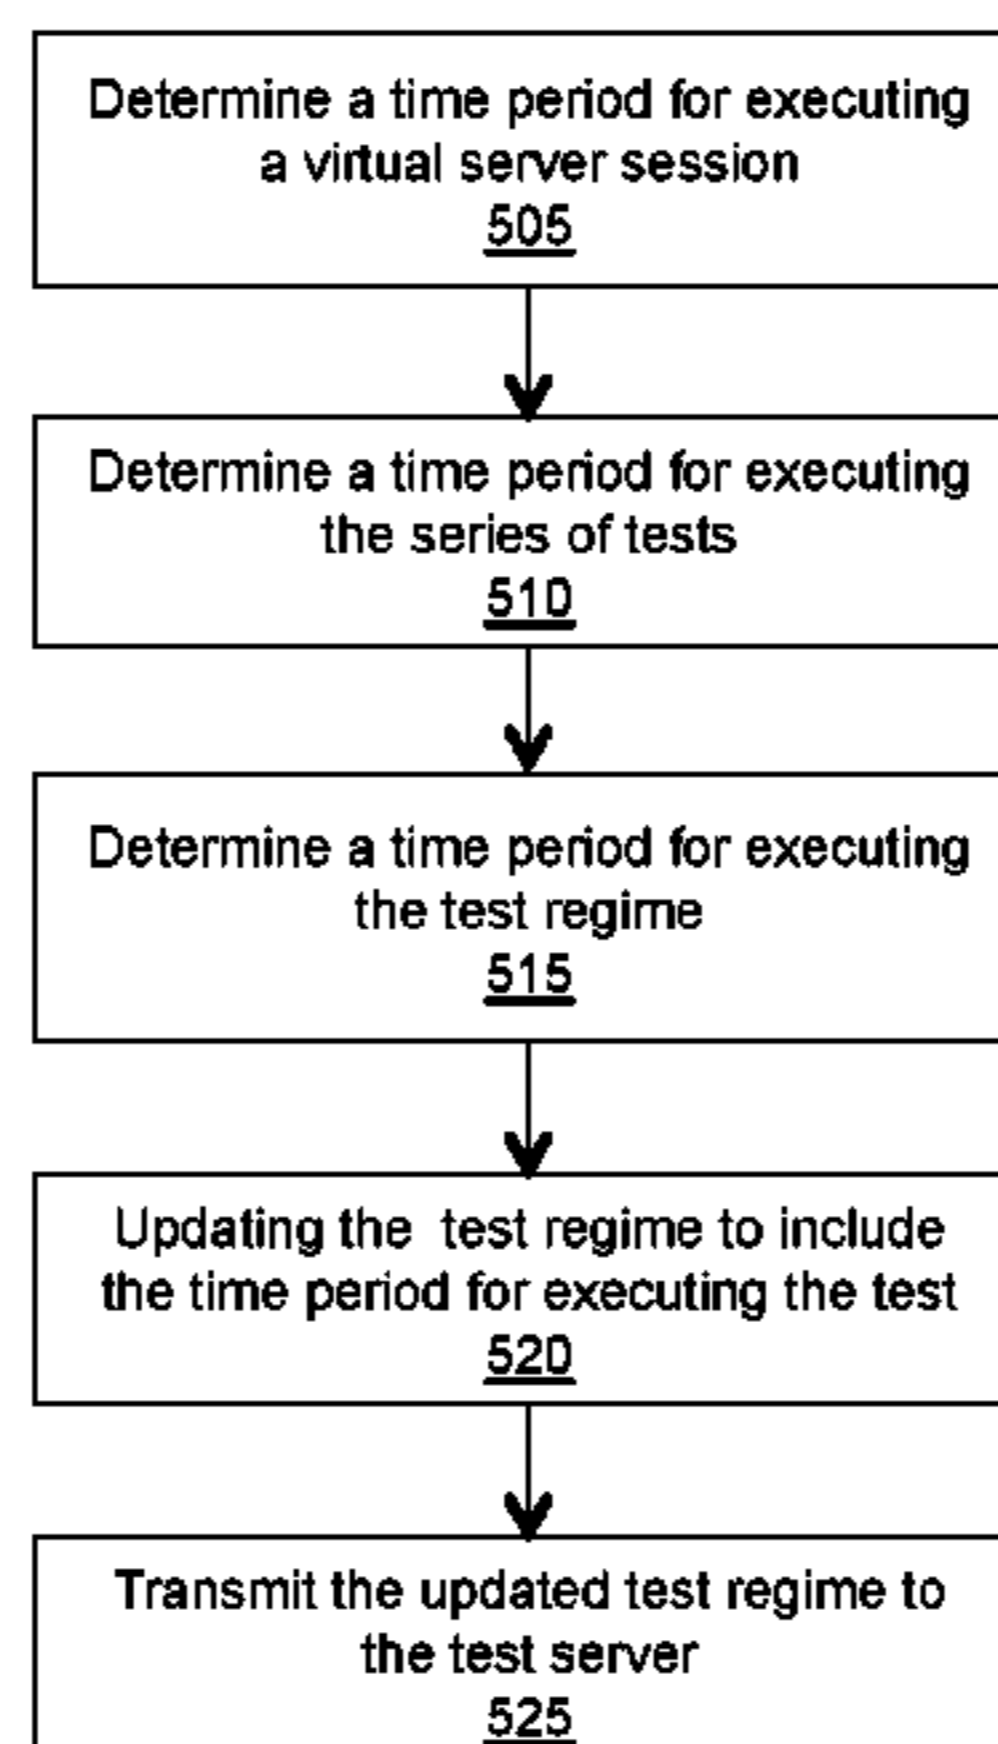 Determine a time period for executing
a virtual server session
505
Determine a time period for executing
the series of tests
510
Determine a time period for executing
the test regime
515
Updating the test regime to include
the time period for executing the test
520
Transmit the updated test regime to
the test server
525